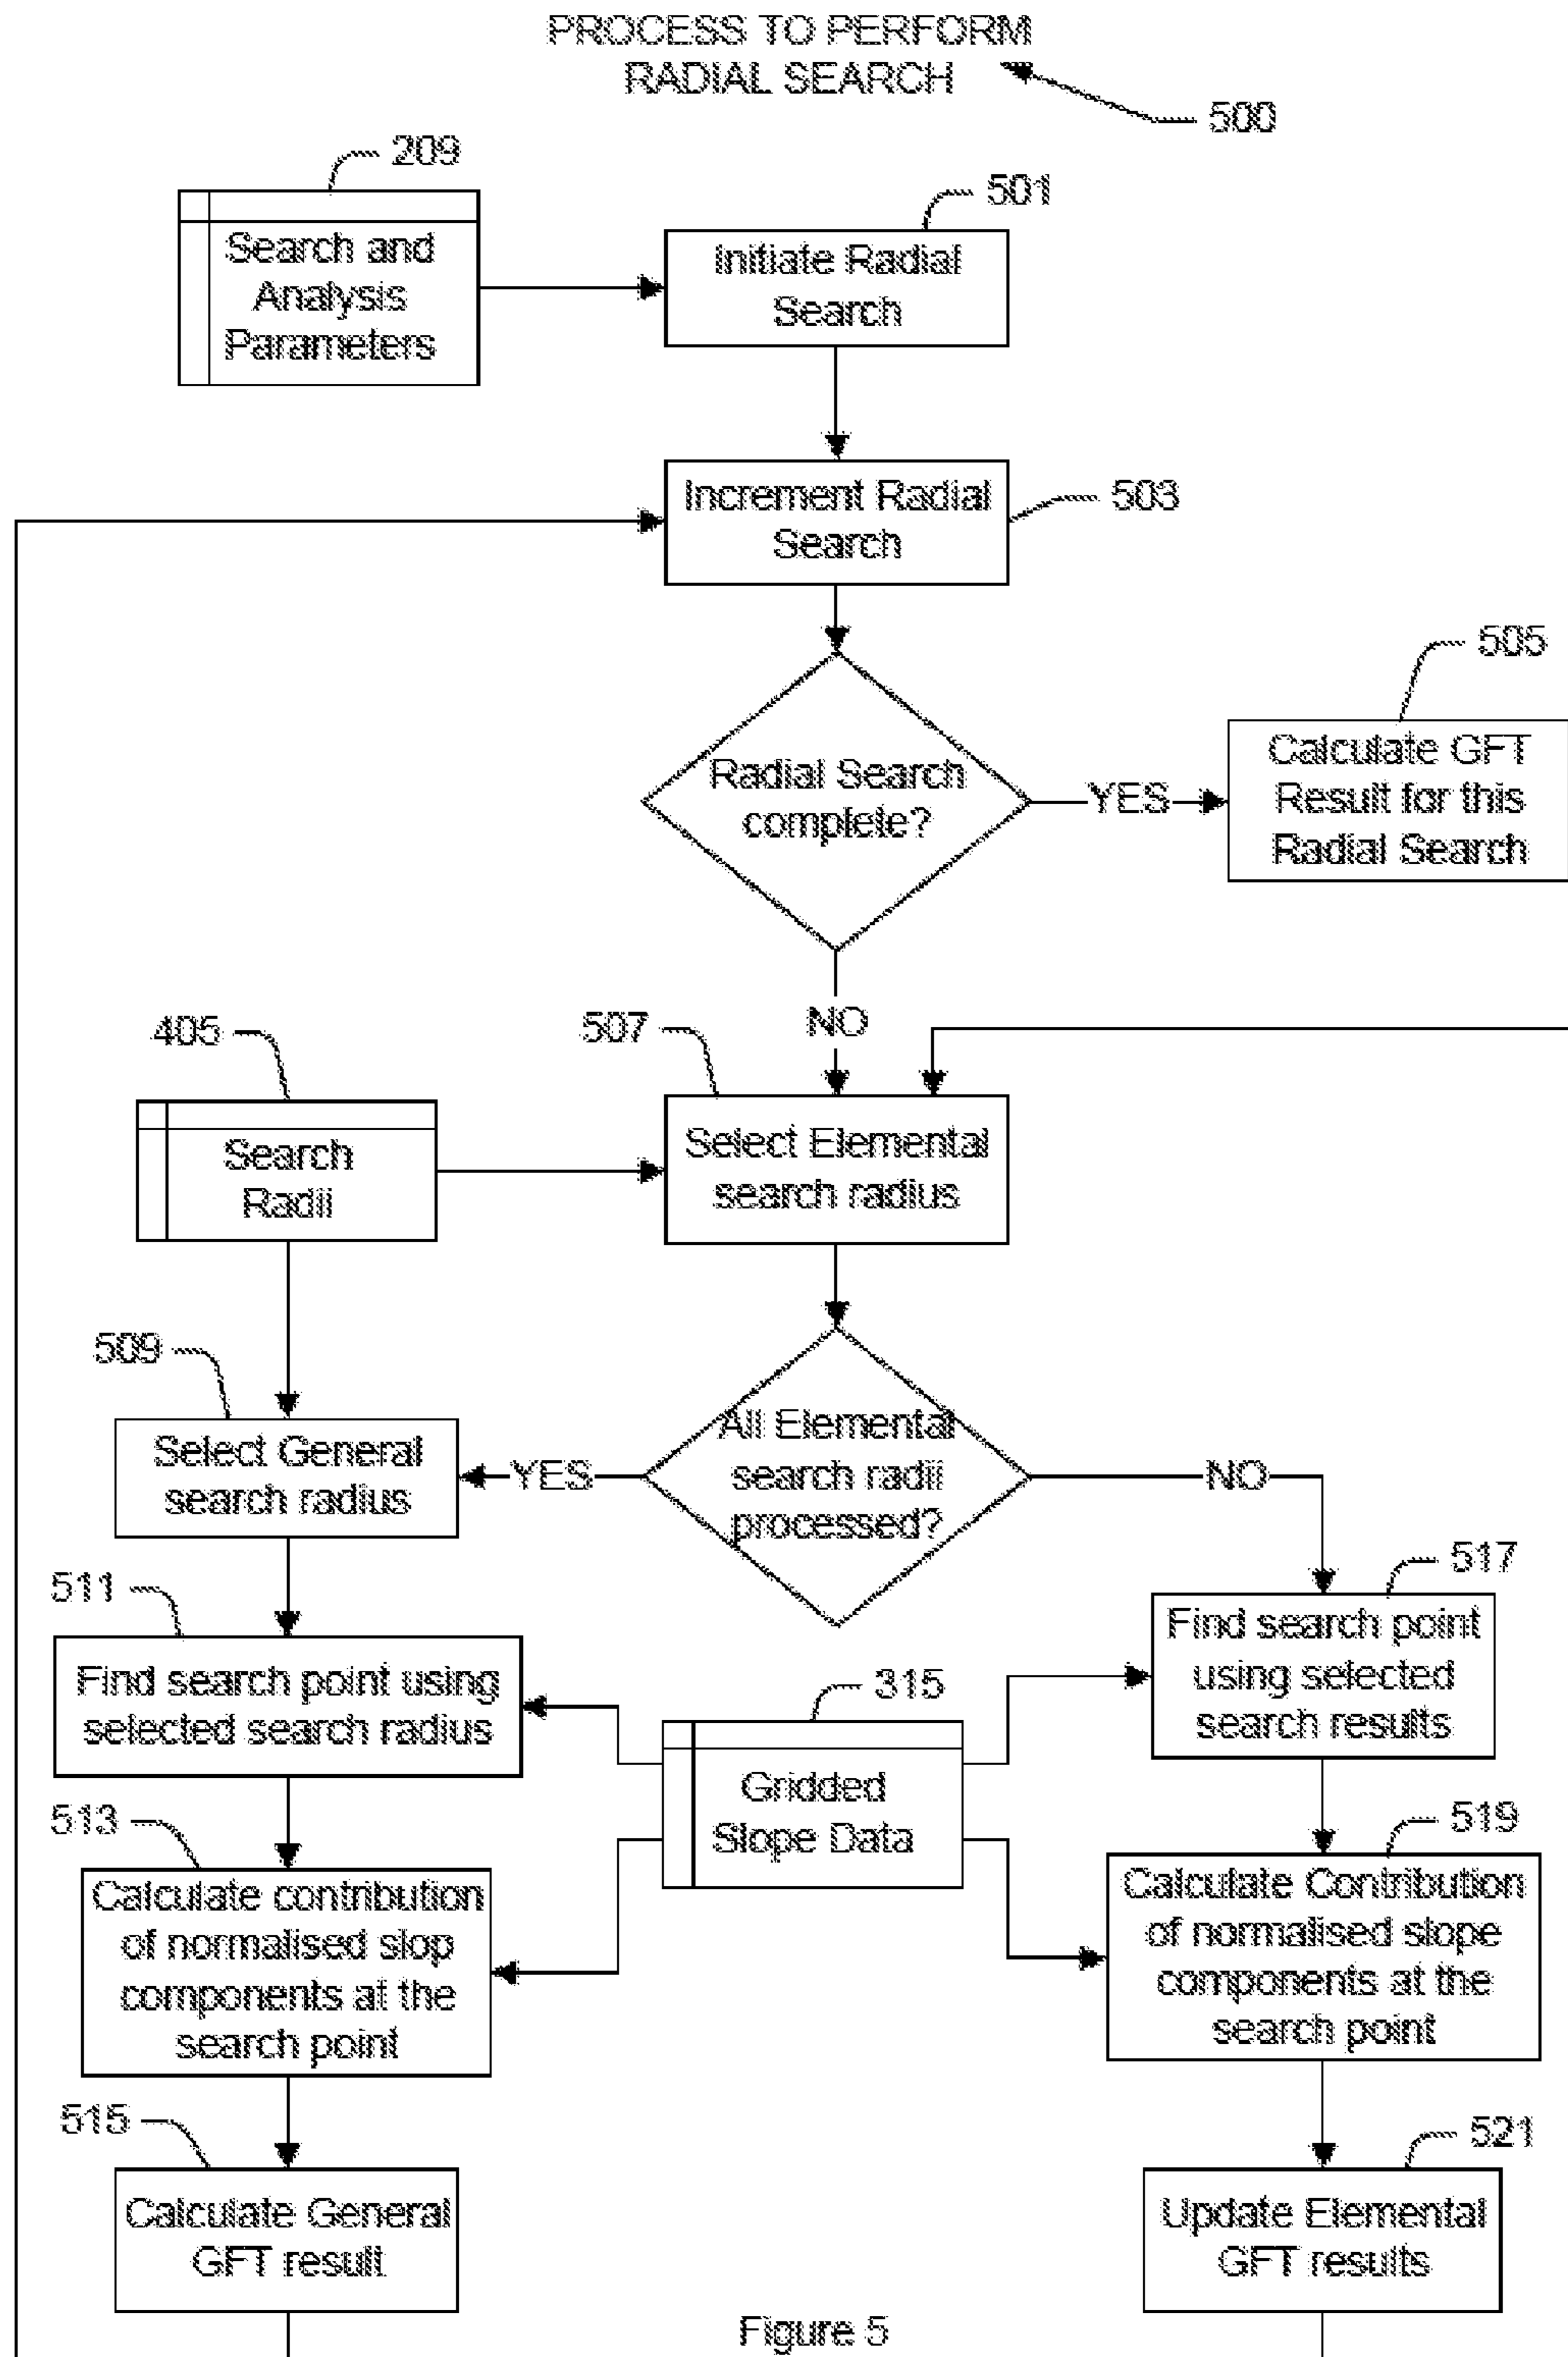 PROCESS TO PERFORM
RADIAL SEARCH
500
209
Search and
Analysis
Parameters
501
Initiate Radial
Search
Increment Radial
Search
503
Radial Search
complete?
YES
505
Calculate GFT
Result for this
Radial Search
NO
405
Search
Radii
507
Select Elemental
search radius
509
Select General
search radius
YES
All Elemental
search radii
processed?
NO
511
Find search point using
selected search radius
517
Find search point
using selected
search results
315
Gridded
Slope Data
513
Calculate contribution
of normalised slop
components at the
search point
519
Calculate Contribution
of normalised slope
components at the
search point
515
Calculate General
GFT result
521
Update Elemental
GFT results
Figure 5